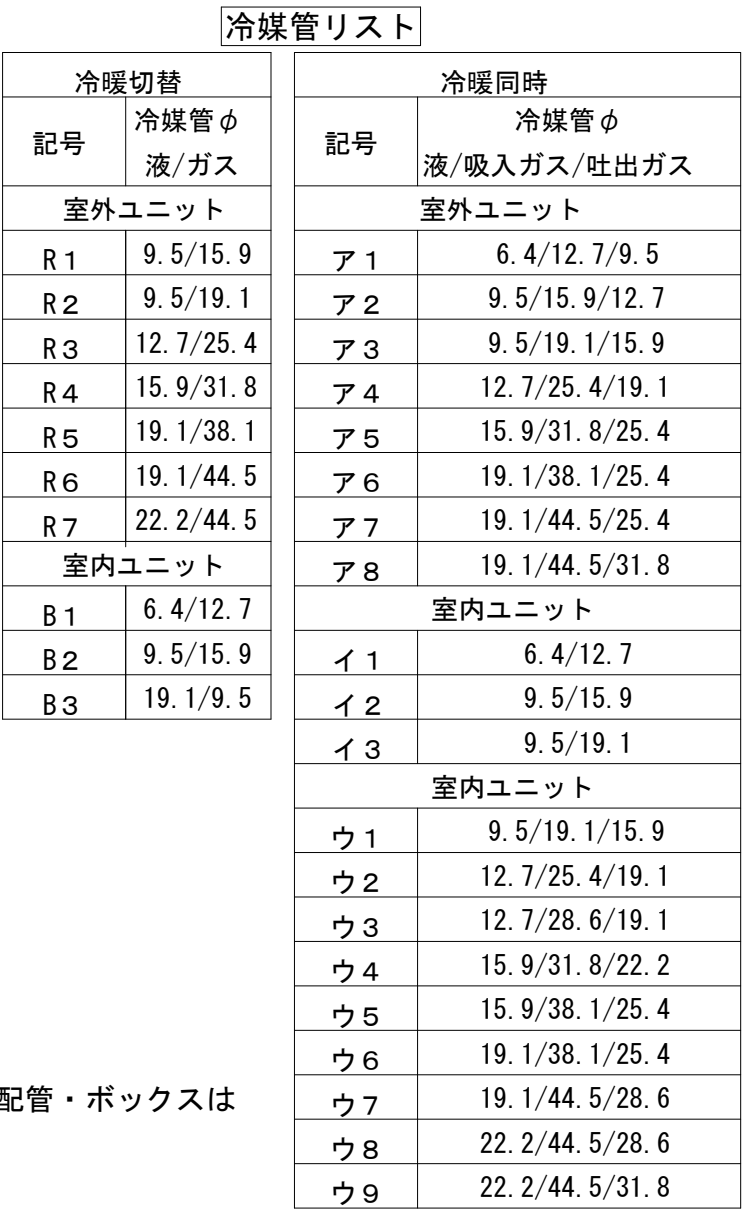 冷媒管リスト
冷暖切替
記号 冷媒管φ
液/ガス
室外ユニット
R1 9.5/15.9
R2 9.5/19.1
R3 12.7/25.4
R4 15.9/31.8
R5 19.1/38.1
R6 19.1/44.5
R7 22.2/44.5
室内ユニット
B1 6.4/12.7
B2 9.5/15.9
B3 19.1/9.5
冷暖同時
記号 冷媒管φ
液/吸入ガス/吐出ガス
室外ユニット
ア1 6.4/12.7/9.5
ア2 9.5/15.9/12.7
ア3 9.5/19.1/15.9
ア4 12.7/25.4/19.1
ア5 15.9/31.8/25.4
ア6 19.1/38.1/25.4
ア7 19.1/44.5/25.4
ア8 19.1/44.5/31.8
室内ユニット
イ1 6.4/12.7
イ2 9.5/15.9
イ3 9.5/19.1
室内ユニット
ウ1 9.5/19.1/15.9
ウ2 12.7/25.4/19.1
ウ3 12.7/28.6/19.1
ウ4 15.9/31.8/22.2
ウ5 15.9/38.1/25.4
ウ6 19.1/38.1/25.4
ウ7 19.1/44.5/28.6
ウ8 22.2/44.5/28.6
ウ9 22.2/44.5/31.8
配管・ボックスは